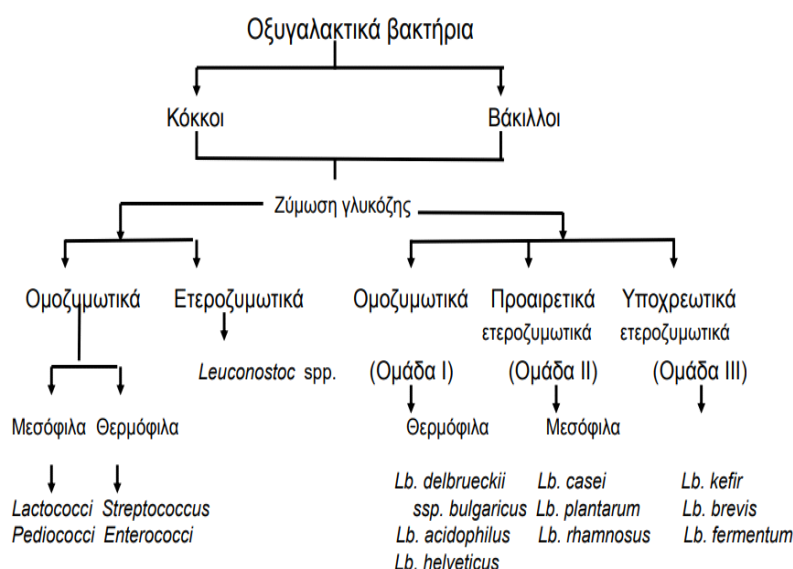 Οξυγαλακτικά βακτήρια
Κόκκοι Βάκιλλοι
Ζύμωση γλυκόζης
Ομοζυμωτικά Ετεροζυμωτικά Ομοζυμωτικά Προαιρετικά Υποχρεωτικά
ετεροζυμωτικά ετεροζυμωτικά
Leuconostoc spp. (Ομάδα Ι) (Ομάδα ΙΙ) (Ομάδα ΙΙΙ)
Μεσόφιλα Θερμόφιλα Θερμόφιλα Μεσόφιλα
Lb. delbrueckii Lb. casei Lb. kefir
Lactococci Streptococcus ssp. bulgaricus Lb. plantarum Lb. brevis
Pediococci Enterococci Lb. acidophilus Lb. rhamnosus Lb. fermentum
Lb. helveticus